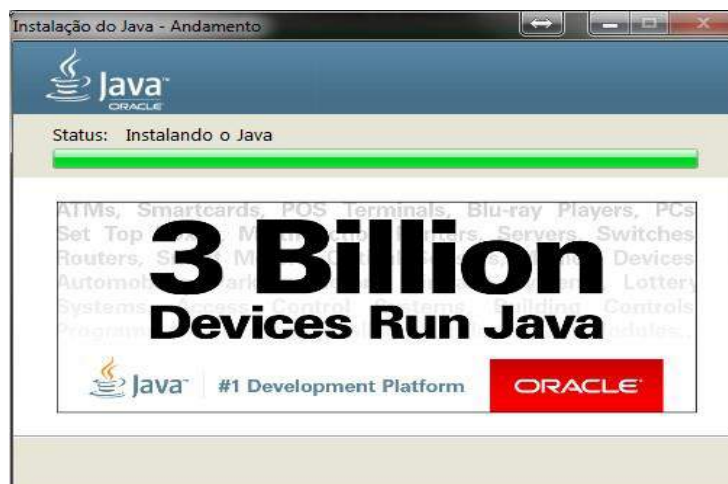 Instalação do Java - Andamento
Java
ORACLE
Status: Instalando o Java
ATMs, Smartcards, POS Terminals, Blu-ray Players, PCs
Set Top Servers, Switches
Routers, Devices
Lottery
Systems Access Control Systems, Building Controls
3 Billion
Devices Run Java
Java
#1 Development Platform
ORACLE